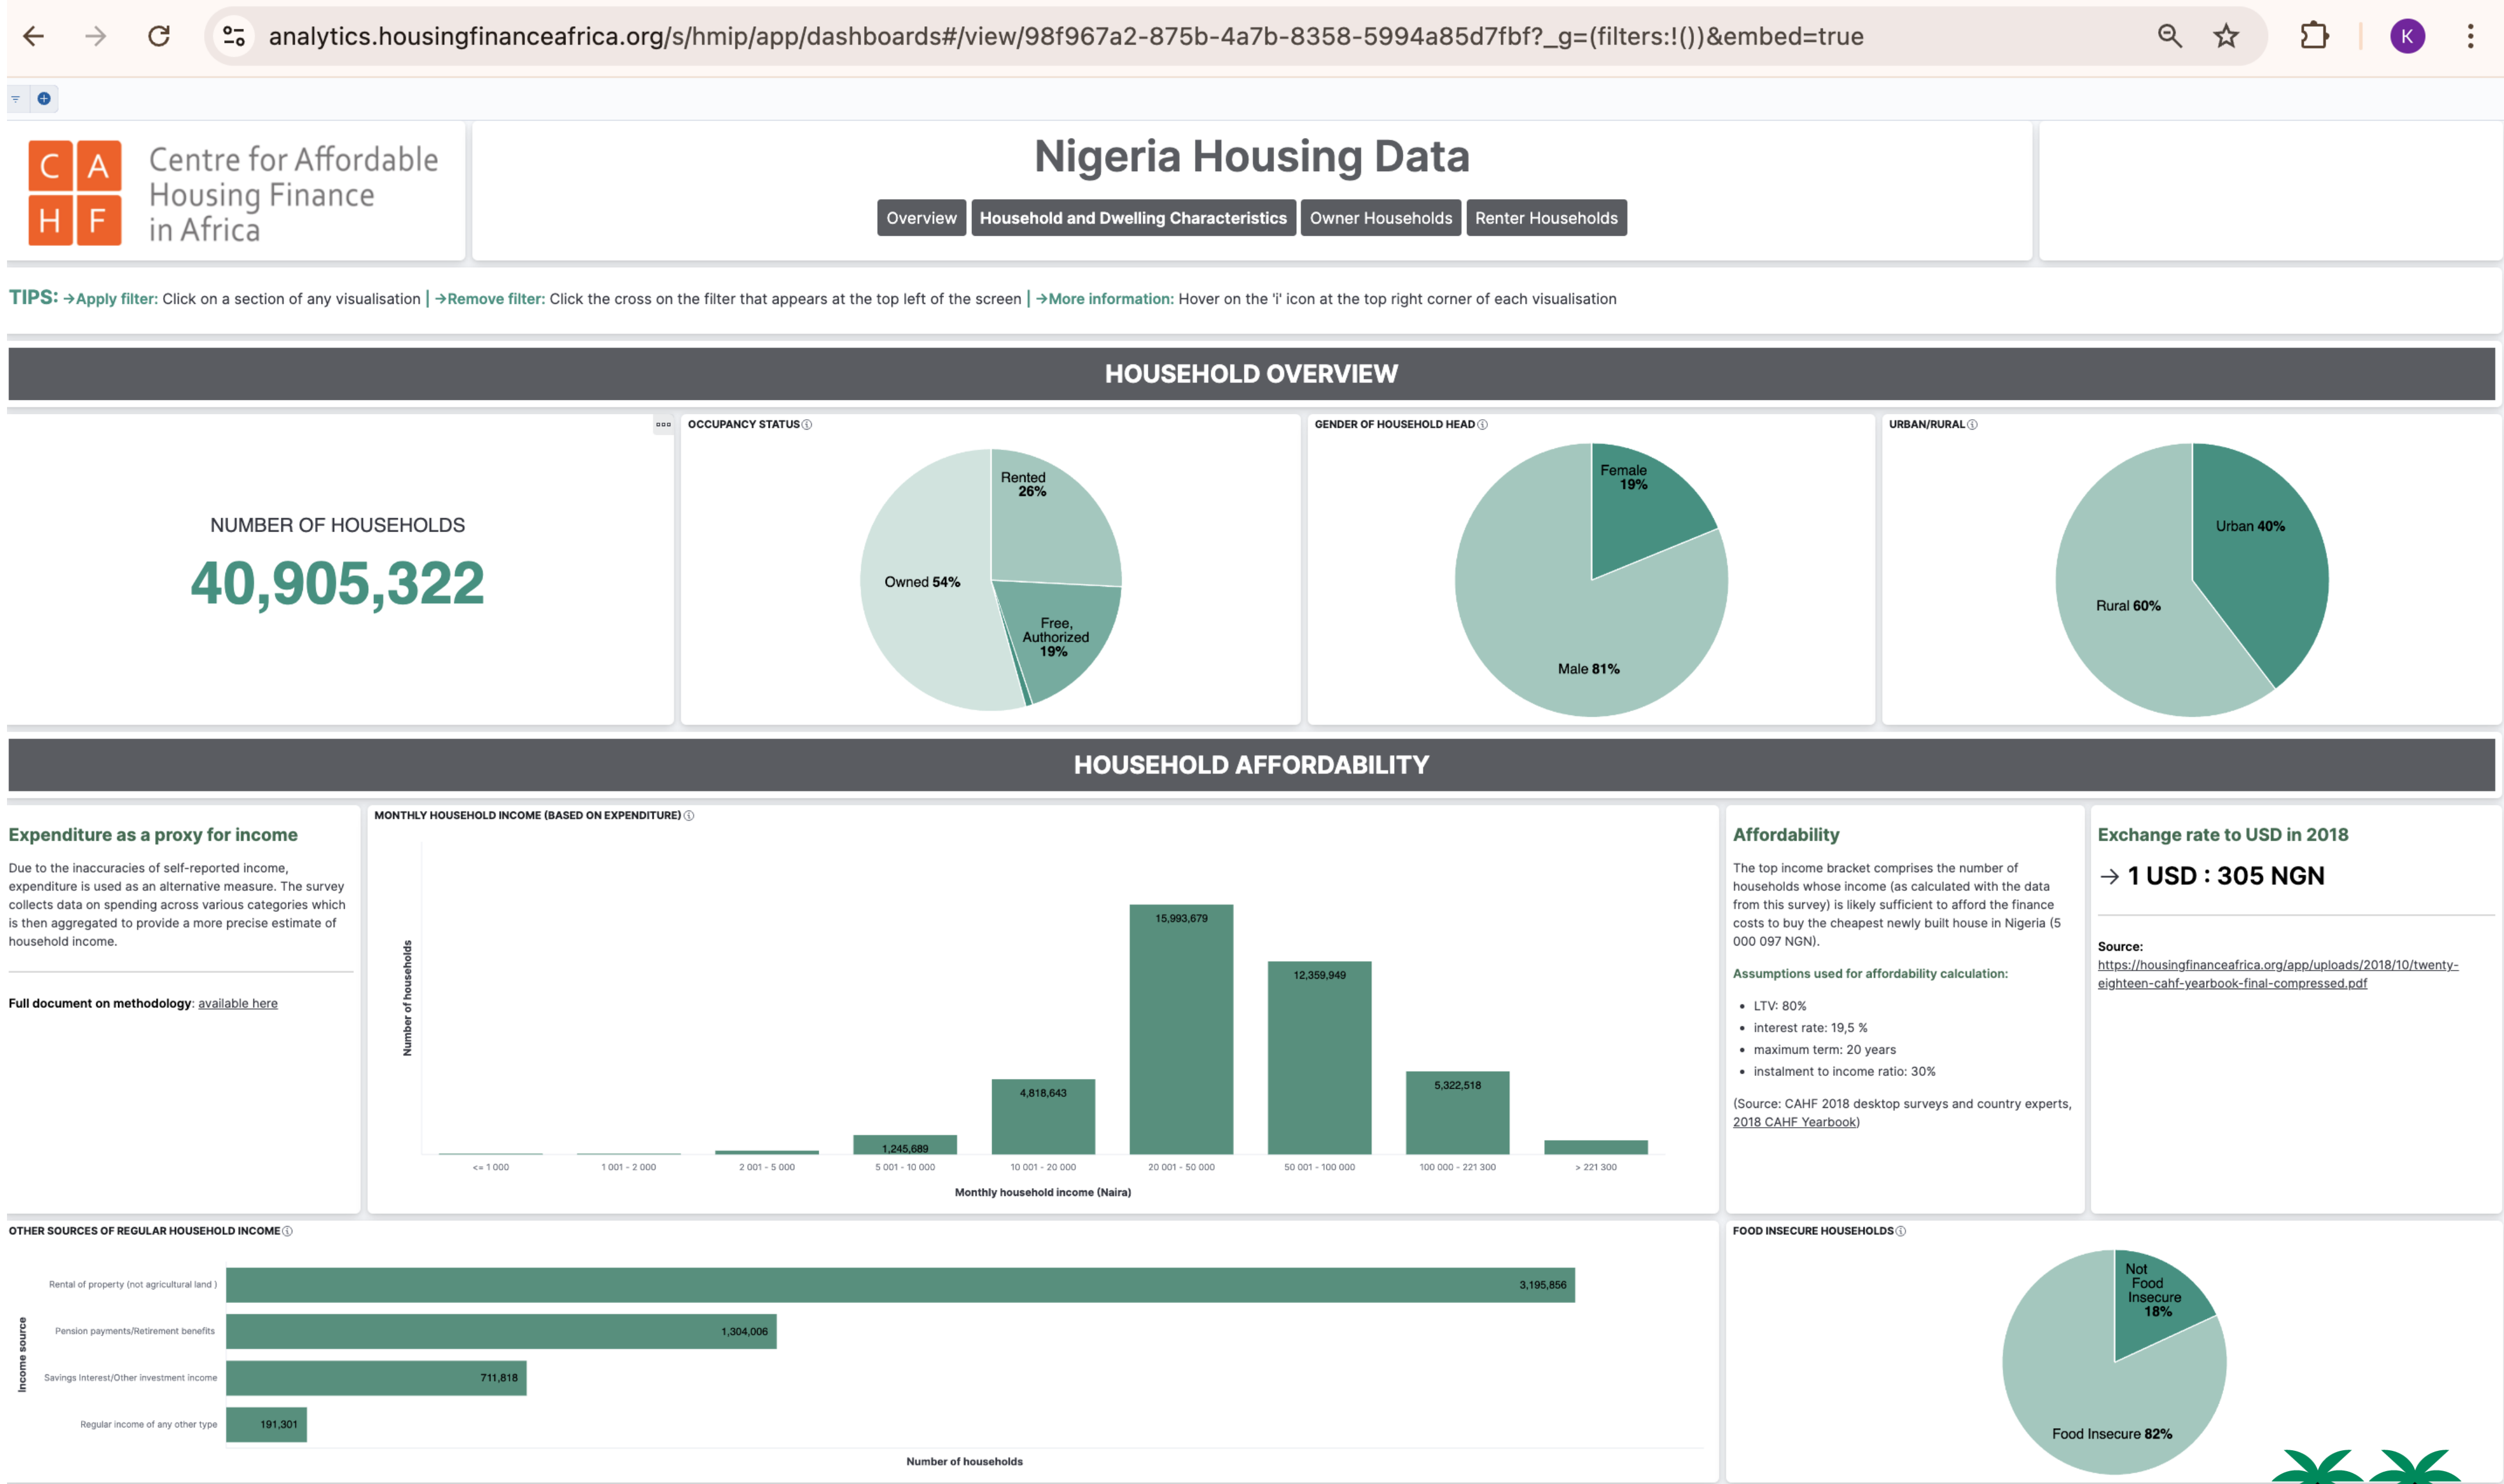 analytics.housingfinanceafrica.org/s/hmip/app/dashboards#/view/98f967a2-875b-4a7b-8358-5994a85d7fbf?_g=(filters:!())&embed=true
K
C A
H F
Centre for Affordable
Housing Finance
in Africa
Nigeria Housing Data
Overview
Household and Dwelling Characteristics
Owner Households
Renter Households
TIPS: →Apply filter: Click on a section of any visualisation | →Remove filter: Click the cross on the filter that appears at the top left of the screen | →More information: Hover on the 'i' icon at the top right corner of each visualisation
HOUSEHOLD OVERVIEW
NUMBER OF HOUSEHOLDS
40,905,322
OCCUPANCY STATUS
Rented
26%
Owned 54%
Free,
Authorized
19%
GENDER OF HOUSEHOLD HEAD
Female
19%
Male 81%
URBAN/RURAL
Urban 40%
Rural 60%
HOUSEHOLD AFFORDABILITY
Expenditure as a proxy for income
Due to the inaccuracies of self-reported income,
expenditure is used as an alternative measure. The survey
collects data on spending across various categories which
is then aggregated to provide a more precise estimate of
household income.
Full document on methodology: available here
MONTHLY HOUSEHOLD INCOME (BASED ON EXPENDITURE)
Number of households
15,993,679
12,359,949
4,818,643
5,322,518
1,245,689
<= 1 000
1 001 - 2 000
2 001 - 5 000
5 001 - 10 000
10 001 - 20 000
20 001 - 50 000
50 001 - 100 000
100 000 - 221 300
> 221 300
Monthly household income (Naira)
Affordability
The top income bracket comprises the number of
households whose income (as calculated with the data
from this survey) is likely sufficient to afford the finance
costs to buy the cheapest newly built house in Nigeria (5
000 097 NGN).
Assumptions used for affordability calculation:
• LTV: 80%
• interest rate: 19,5 %
• maximum term: 20 years
• instalment to income ratio: 30%
(Source: CAHF 2018 desktop surveys and country experts,
2018 CAHF Yearbook)
Exchange rate to USD in 2018
→ 1 USD : 305 NGN
Source:
https://housingfinanceafrica.org/app/uploads/2018/10/twenty-
eighteen-cahf-yearbook-final-compressed.pdf
OTHER SOURCES OF REGULAR HOUSEHOLD INCOME
Income source
Rental of property (not agricultural land )
3,195,856
Pension payments/Retirement benefits
1,304,006
Savings Interest/Other investment income
711,818
Regular income of any other type
191,301
Number of households
FOOD INSECURE HOUSEHOLDS
Not
Food
Insecure
18%
Food Insecure 82%